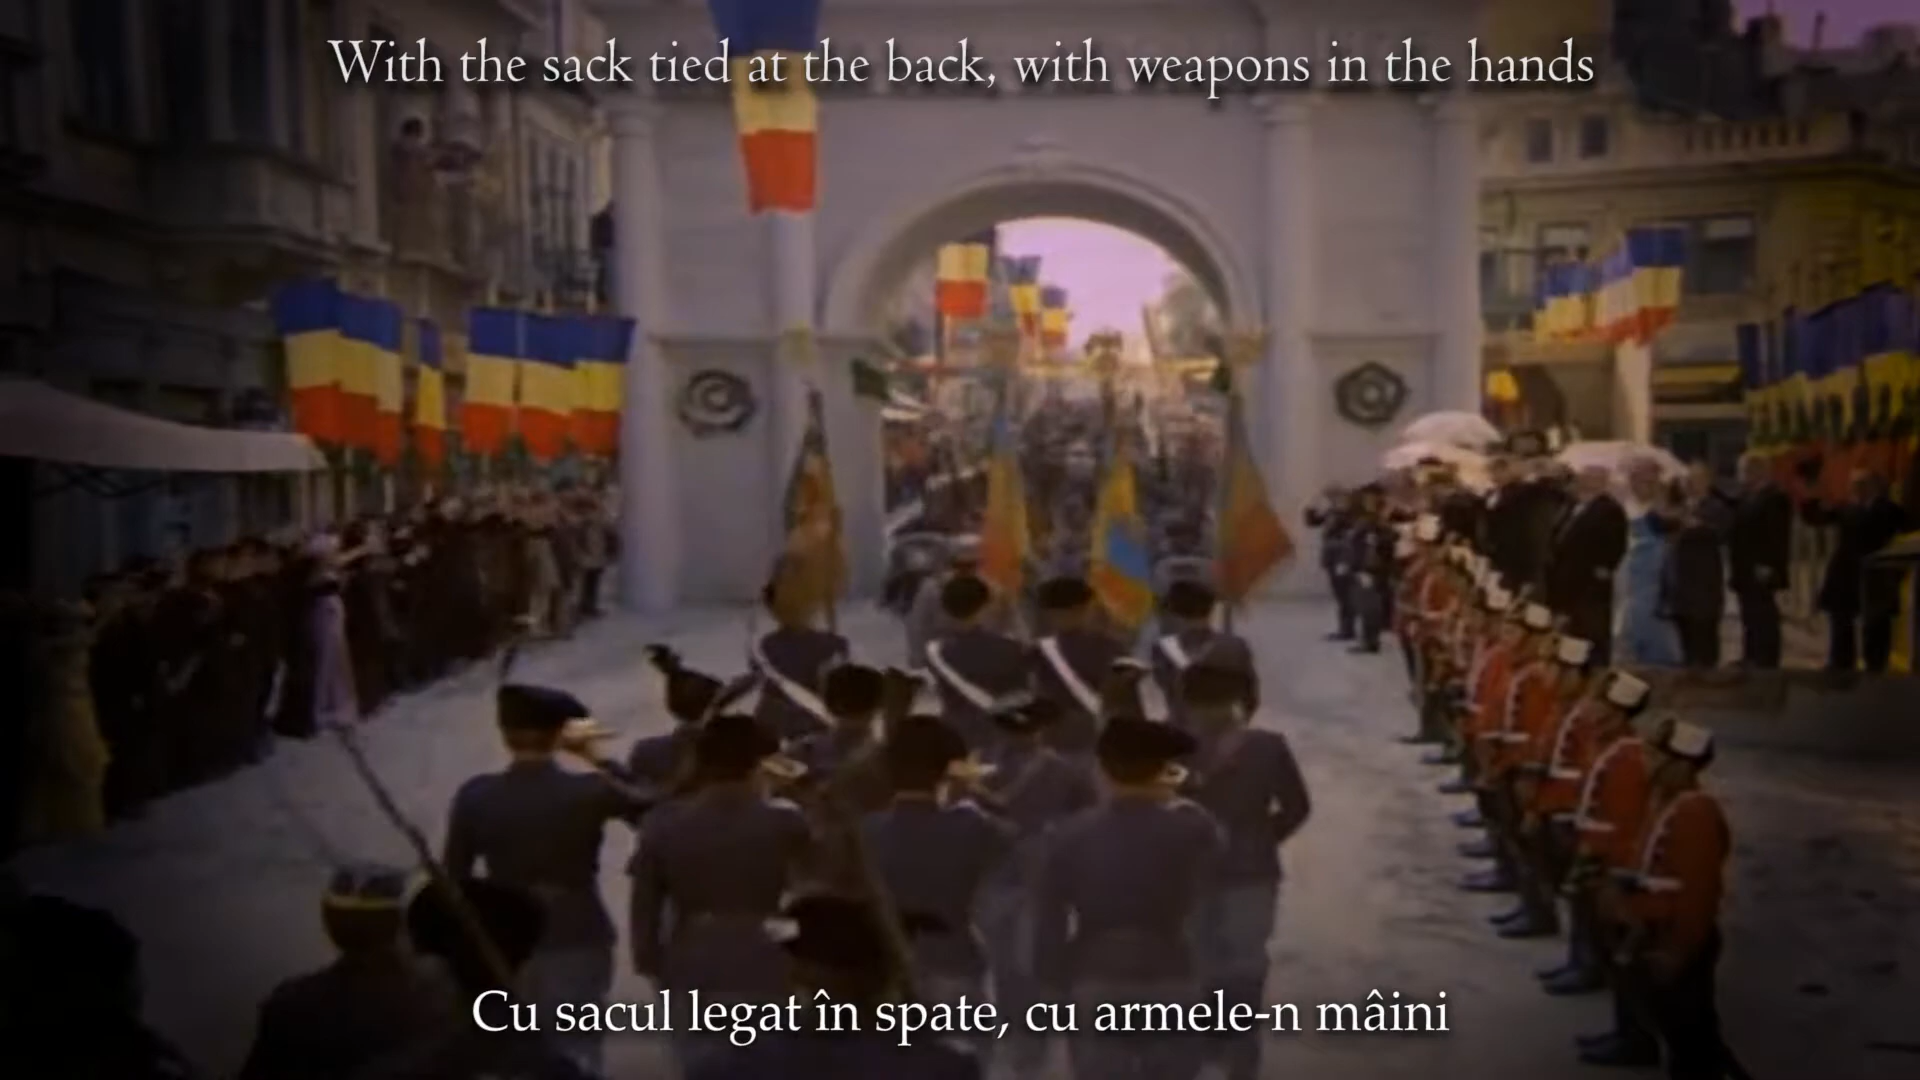 With the sack tied at the back, with weapons in the hands
Cu sacul legat în spate, cu armele-n mâini